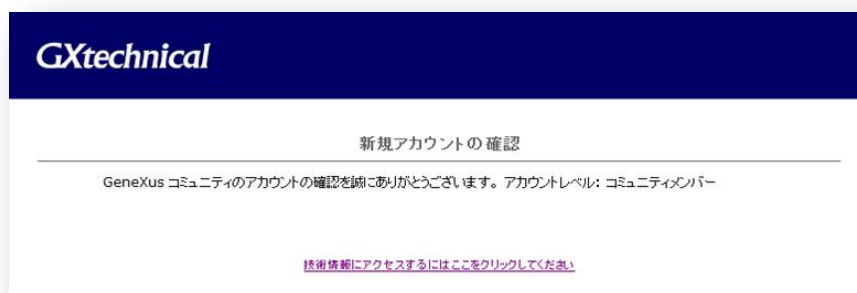 GXtechnical
新規アカウントの確認
GeneXus コミュニティのアカウントの確認を誠にありがとうございます。アカウントレベル: コミュニティメンバー
技術情報にアクセスするにはここをクリックしてください